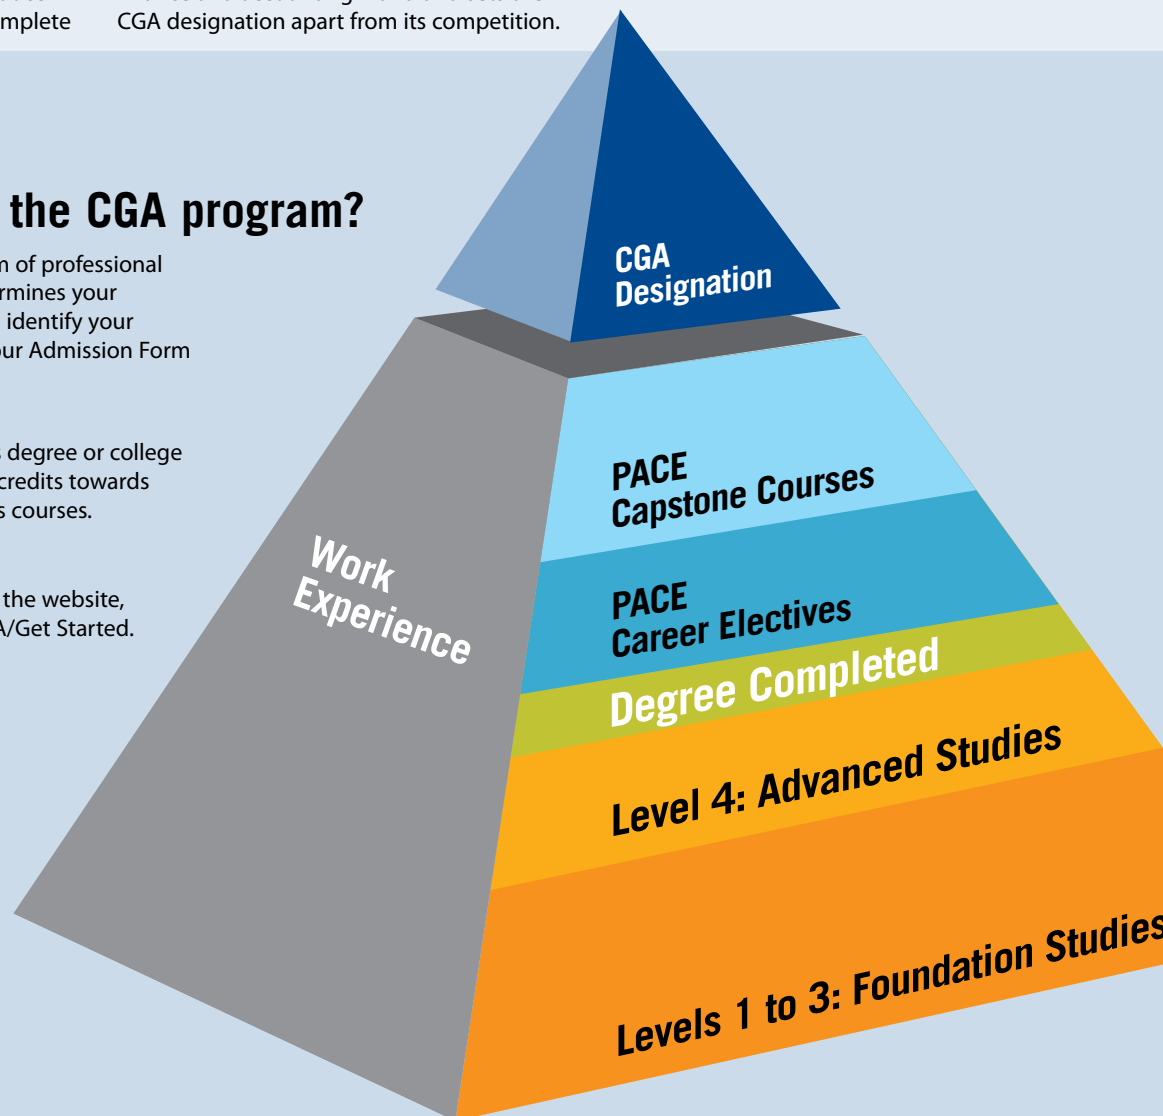 mplete
CGA designation apart from its competition.
the CGA program?
of professional
rmines your
identify your
ur Admission Form
degree or college
credits towards
courses.
the website,
A/Get Started.
CGA
Designation
PACE
Capstone Courses
PACE
Career Electives
Degree Completed
Level 4: Advanced Studies
Levels 1 to 3: Foundation Studies
Work
Experience